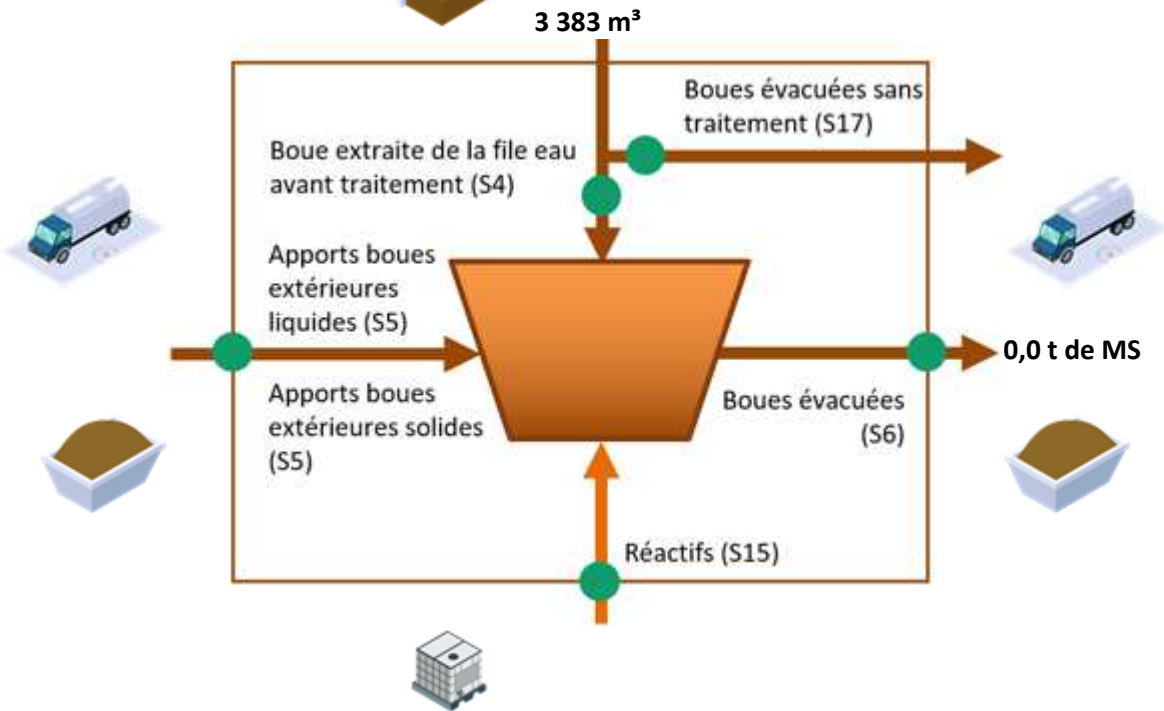 3 383 m³
Boues évacuées sans
traitement (S17)
Boue extraite de la file eau
avant traitement (S4)
Apports boues
extérieures
liquides (S5)
0,0 t de MS
Apports boues
extérieures solides
(S5)
Boues évacuées
(S6)
Réactifs (S15)